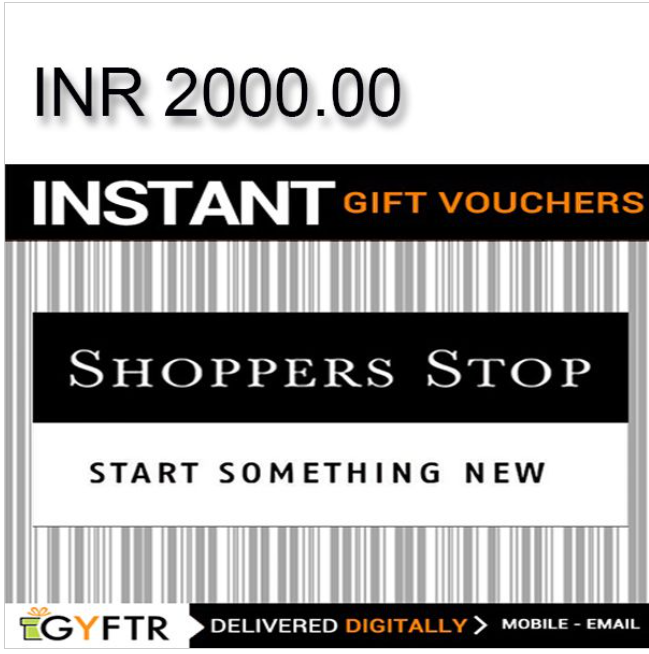 INR 2000.00
INSTANT GIFT VOUCHERS
SHOPPERS STOP
START SOMETHING NEW
GYFTR DELIVERED DIGITALLY > MOBILE - EMAIL